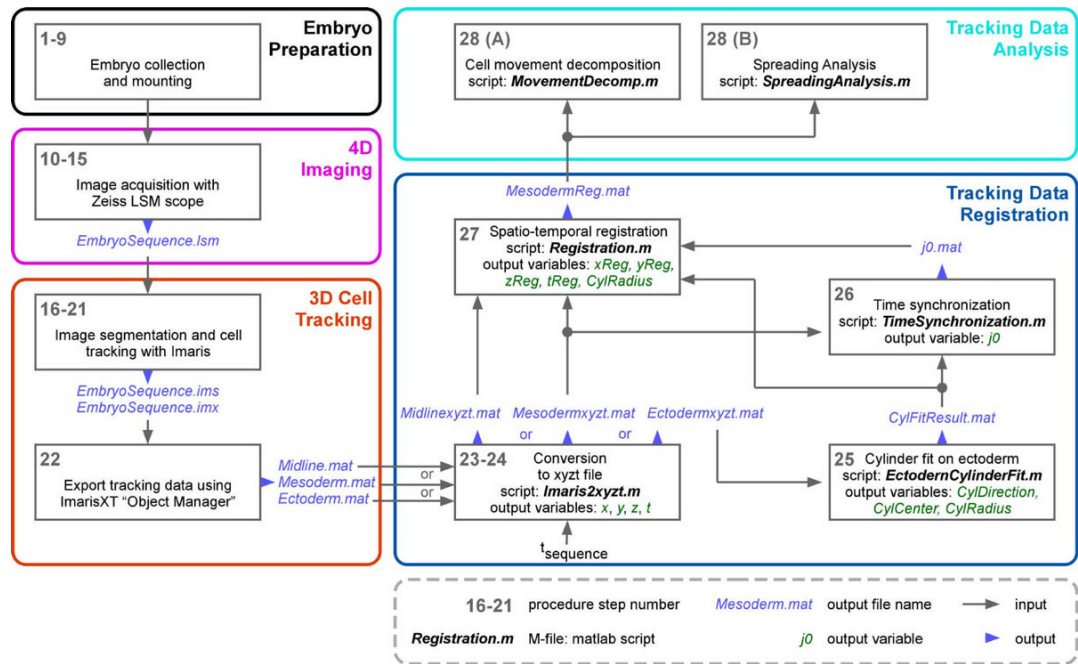 Embryo
Preparation
1-9
Embryo collection
and mounting
4D
Imaging
10-15
Image acquisition with
Zeiss LSM scope
EmbryoSequence.lsm
3D Cell
Tracking
16-21
Image segmentation and cell
tracking with Imaris
EmbryoSequence.ims
EmbryoSequence.imx
22
Export tracking data using
ImarisXT “Object Manager”
Midline.mat
or
Mesoderm.mat
or
Ectoderm.mat
Tracking Data
Analysis
28 (A)
Cell movement decomposition
script: MovementDecomp.m
28 (B)
Spreading Analysis
script: SpreadingAnalysis.m
Tracking Data
Registration
MesodermReg.mat
27
Spatio-temporal registration
script: Registration.m
output variables: xReg, yReg,
zReg, tReg, CylRadius
j0.mat
26
Time synchronization
script: TimeSynchronization.m
output variable: j0
Midlinexyzt.mat
or
Mesodermxyzt.mat
or
Ectodermxyzt.mat
CylFitResult.mat
23-24
Conversion
to xyzt file
script: Imaris2xyzt.m
output variables: x, y, z, t
tsequence
25
Cylinder fit on ectoderm
script: EctodernCylinderFit.m
output variables: CylDirection,
CylCenter, CylRadius
16-21 procedure step number Mesoderm.mat output file name input
Registration.m M-file: matlab script j0 output variable output